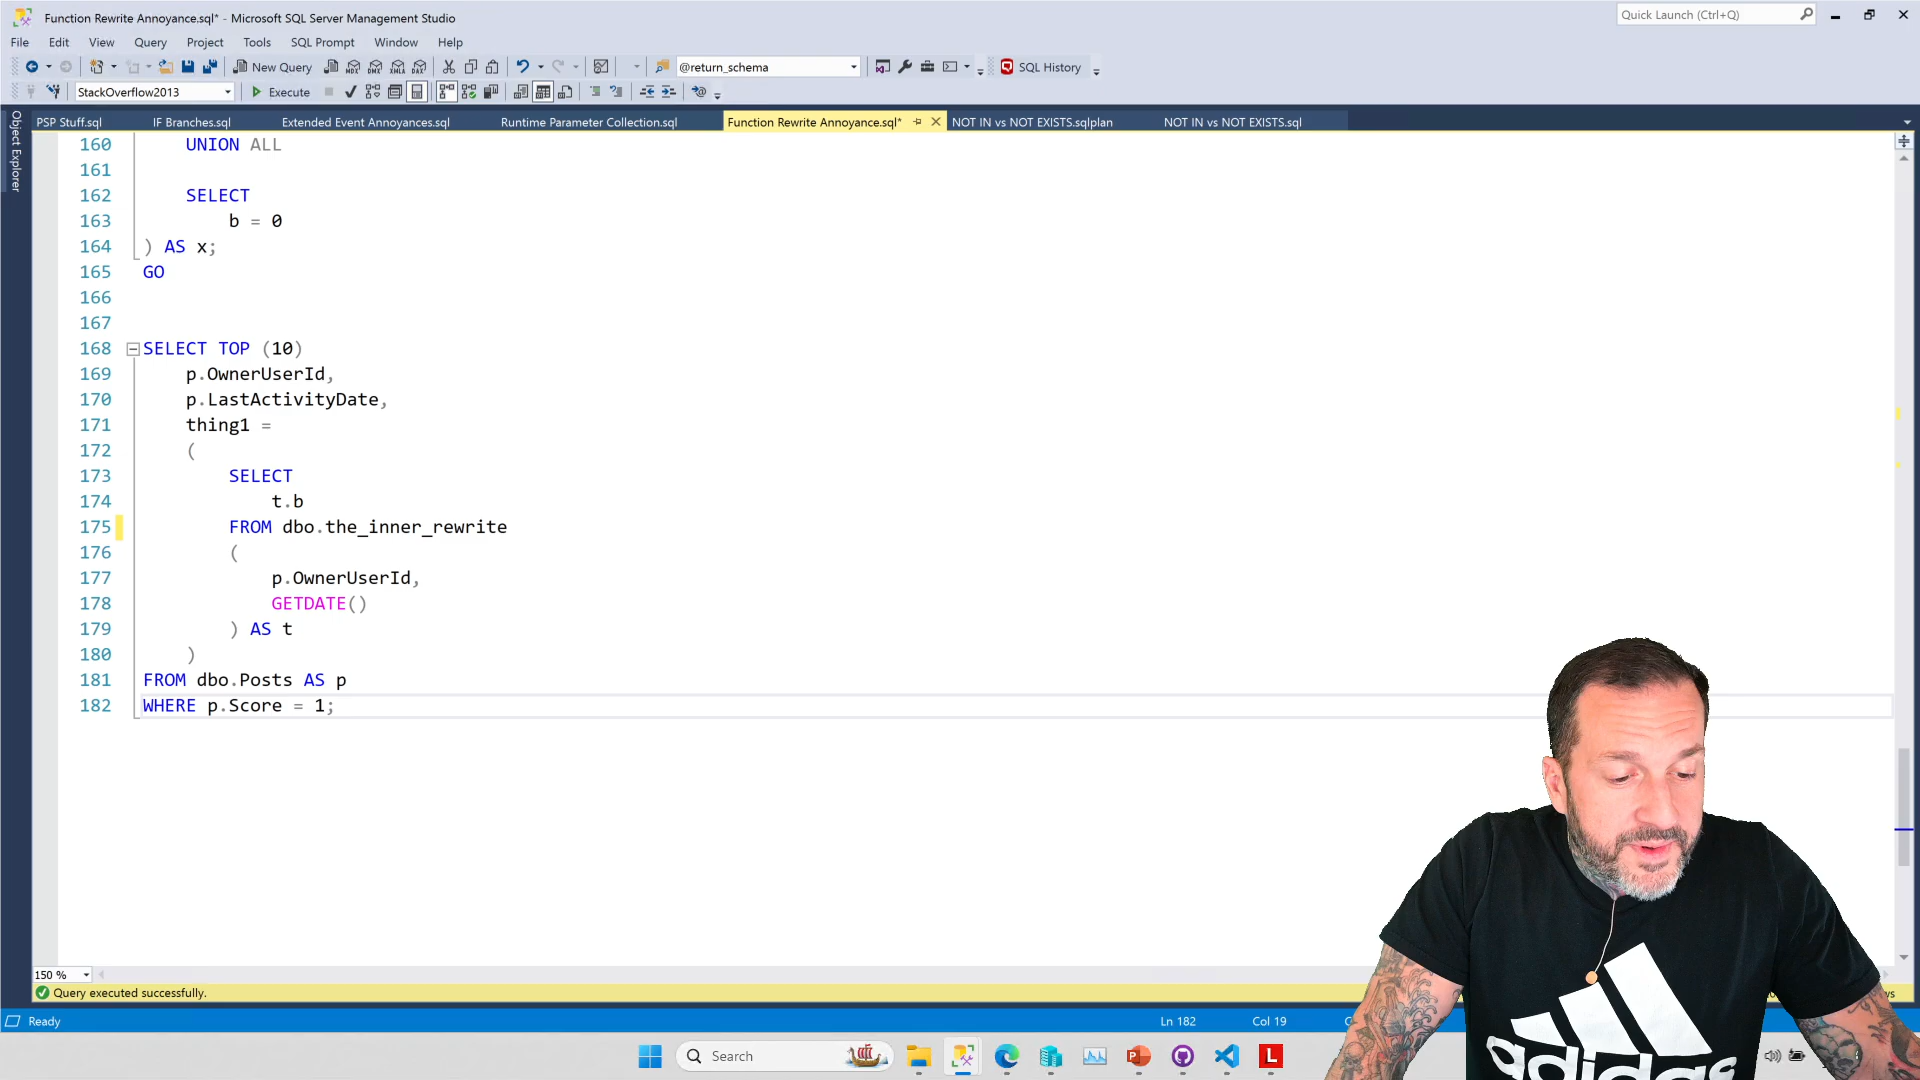 Function Rewrite Annoyance.sql* - Microsoft SQL Server Management Studio
Quick Launch (Ctrl+Q)
File Edit View Query Project Tools SQL Prompt Window Help
New Query
@return_schema
SQL History
StackOverflow2013
Execute
Object Explorer
PSP Stuff.sql
IF Branches.sql
Extended Event Annoyances.sql
Runtime Parameter Collection.sql
Function Rewrite Annoyance.sql*
NOT IN vs NOT EXISTS.sqlplan
NOT IN vs NOT EXISTS.sql
160 UNION ALL
161
162 SELECT
163 b = 0
164 ) AS x;
165 GO
166
167
168 SELECT TOP (10)
169 p.OwnerUserId,
170 p.LastActivityDate,
171 thing1 =
172 (
173 SELECT
174 t.b
175 FROM dbo.the_inner_rewrite
176 (
177 p.OwnerUserId,
178 GETDATE()
179 ) AS t
180 )
181 FROM dbo.Posts AS p
182 WHERE p.Score = 1;
150 %
Query executed successfully.
Ready
Ln 182
Col 19
Search
L
adidas